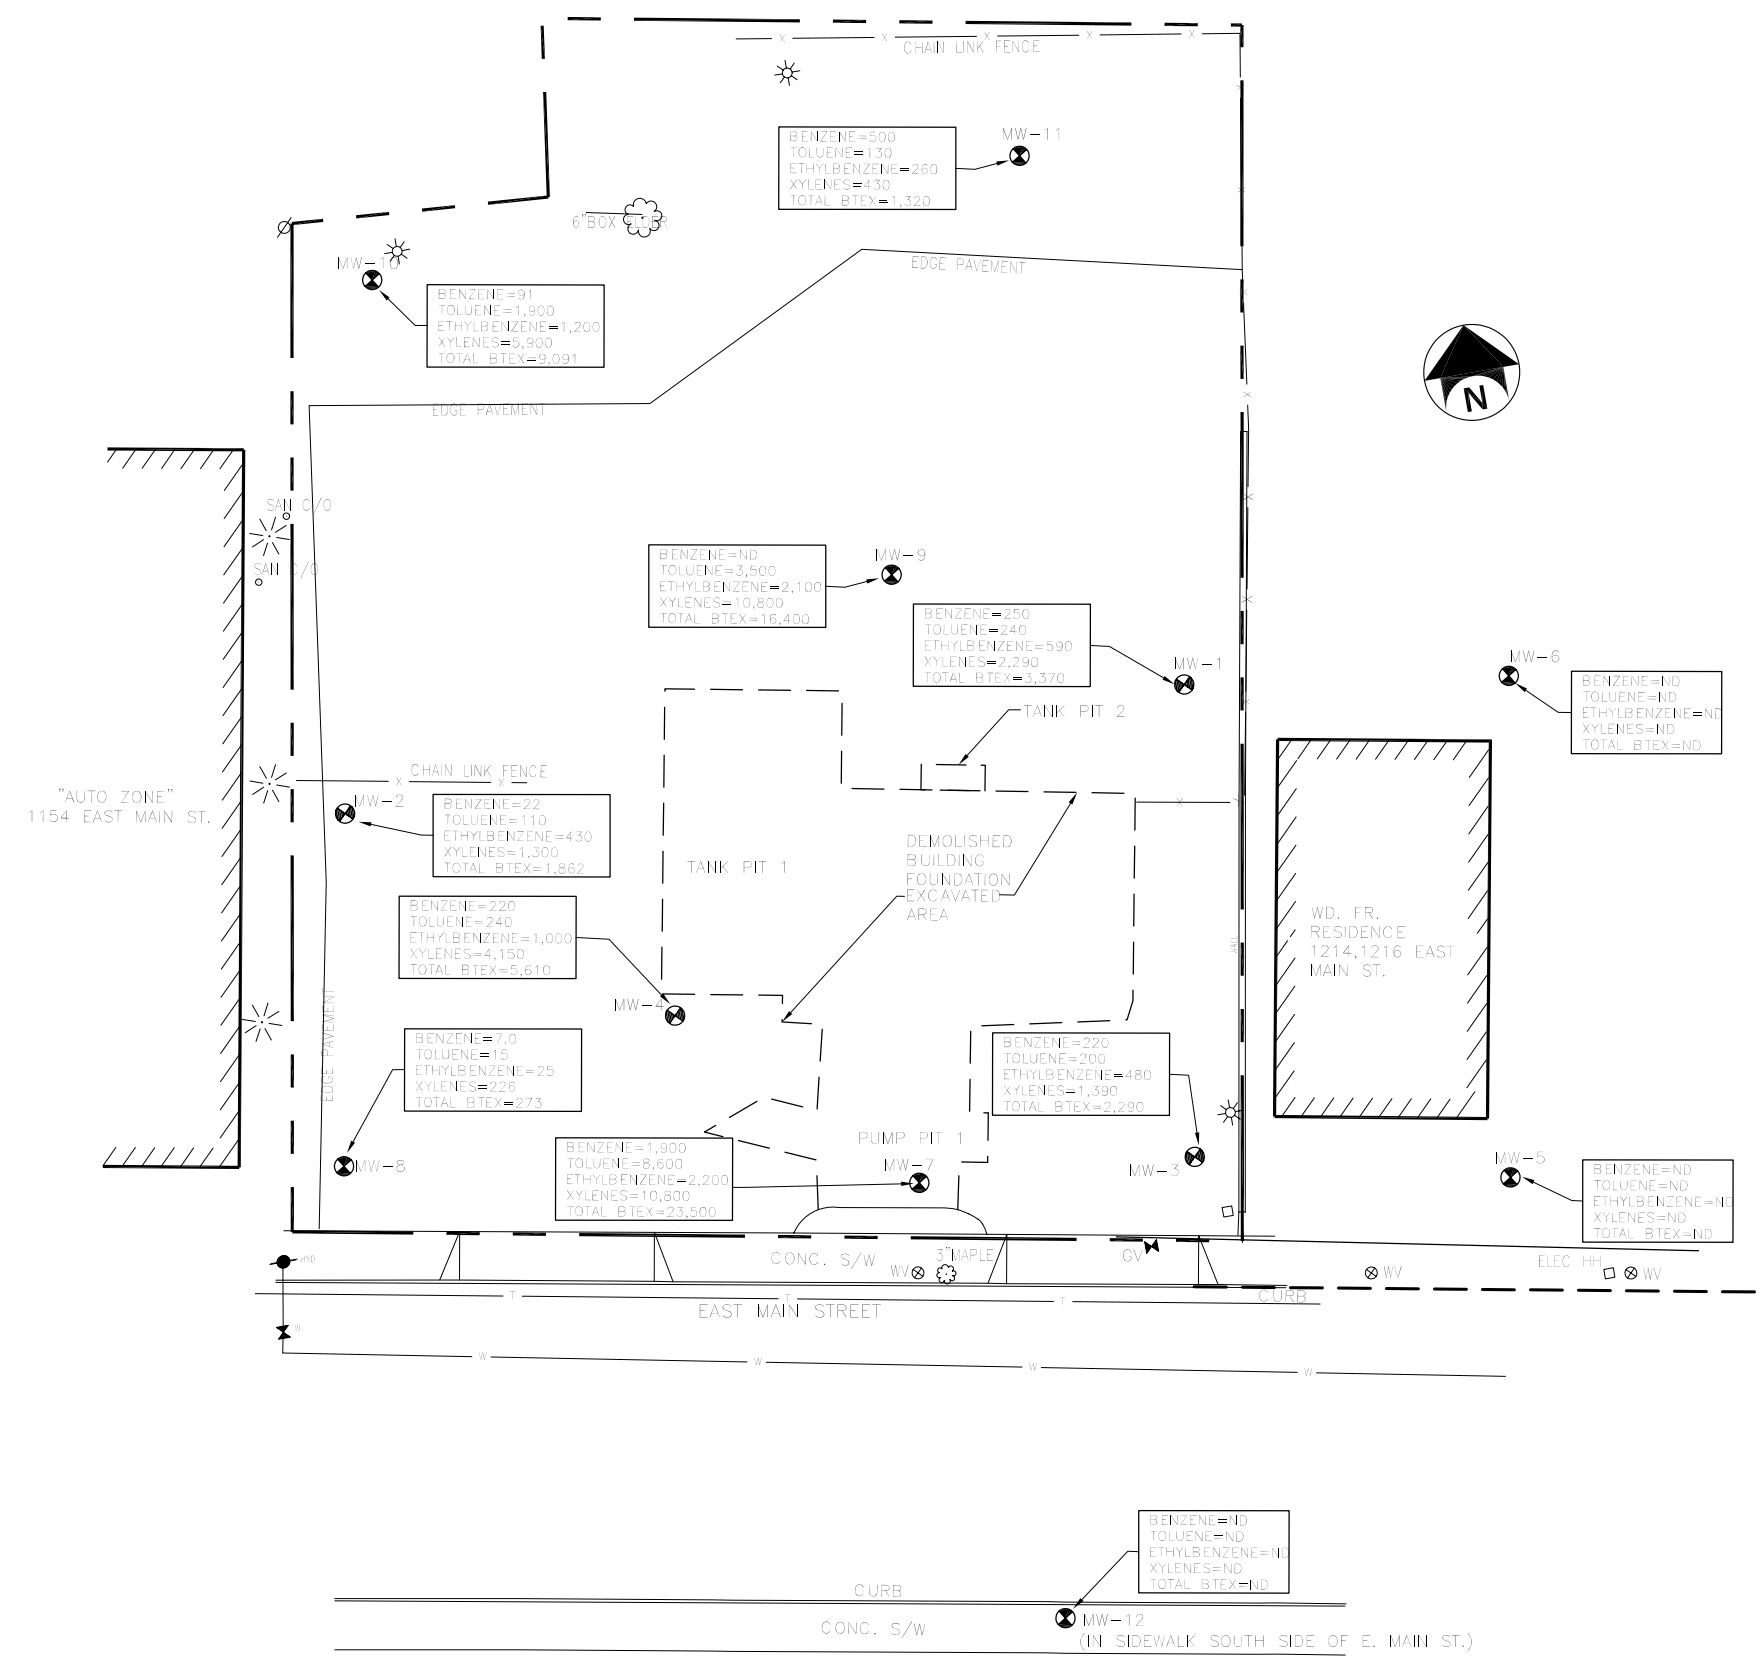 CHAIN LINK FENCE
MW-11
BENZENE=500
TOLUENE=130
ETHYLBENZENE=260
XYLENES=430
TOTAL BTEX=1,320
6"BOX ELDER
EDGE PAVEMENT
MW-10
BENZENE=91
TOLUENE=1,900
ETHYLBENZENE=1,200
XYLENES=5,900
TOTAL BTEX=9,091
N
EDGE PAVEMENT
SAN C/O
SAN C/O
MW-9
BENZENE=ND
TOLUENE=3,500
ETHYLBENZENE=2,100
XYLENES=10,800
TOTAL BTEX=16,400
BENZENE=250
TOLUENE=240
ETHYLBENZENE=590
XYLENES=2,290
TOTAL BTEX=3,370
MW-1
MW-6
BENZENE=ND
TOLUENE=ND
ETHYLBENZENE=ND
XYLENES=ND
TOTAL BTEX=ND
TANK PIT 2
CHAIN LINK FENCE
"AUTO ZONE"
1154 EAST MAIN ST.
MW-2
BENZENE=22
TOLUENE=110
ETHYLBENZENE=430
XYLENES=1,300
TOTAL BTEX=1,862
TANK PIT 1
DEMOLISHED
BUILDING
FOUNDATION
EXCAVATED
AREA
BENZENE=220
TOLUENE=240
ETHYLBENZENE=1,000
XYLENES=4,150
TOTAL BTEX=5,610
WALL
WD. FR.
RESIDENCE
1214,1216 EAST
MAIN ST.
MW-4
EDGE PAVEMENT
BENZENE=7.0
TOLUENE=15
ETHYLBENZENE=25
XYLENES=226
TOTAL BTEX=273
BENZENE=220
TOLUENE=200
ETHYLBENZENE=480
XYLENES=1,390
TOTAL BTEX=2,290
PUMP PIT 1
MW-8
BENZENE=1,900
TOLUENE=8,600
ETHYLBENZENE=2,200
XYLENES=10,800
TOTAL BTEX=23,500
MW-7
MW-3
MW-5
BENZENE=ND
TOLUENE=ND
ETHYLBENZENE=ND
XYLENES=ND
TOTAL BTEX=ND
HYD
CONC. S/W
3"MAPLE
WV
GV
WV
ELEC HH
WV
CURB
T T T
EAST MAIN STREET
W W W W
BENZENE=ND
TOLUENE=ND
ETHYLBENZENE=ND
XYLENES=ND
TOTAL BTEX=ND
CURB
CONC. S/W
MW-12
(IN SIDEWALK SOUTH SIDE OF E. MAIN ST.)